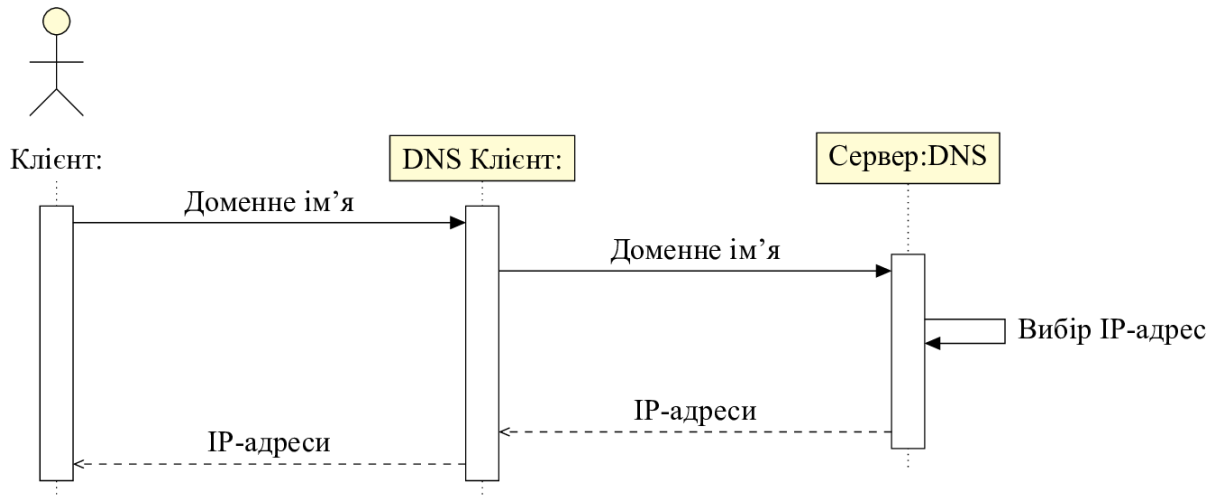 Клієнт:
DNS Клієнт:
Сервер:DNS
Доменне ім’я
Доменне ім’я
Вибір IP-адрес
IP-адреси
IP-адреси